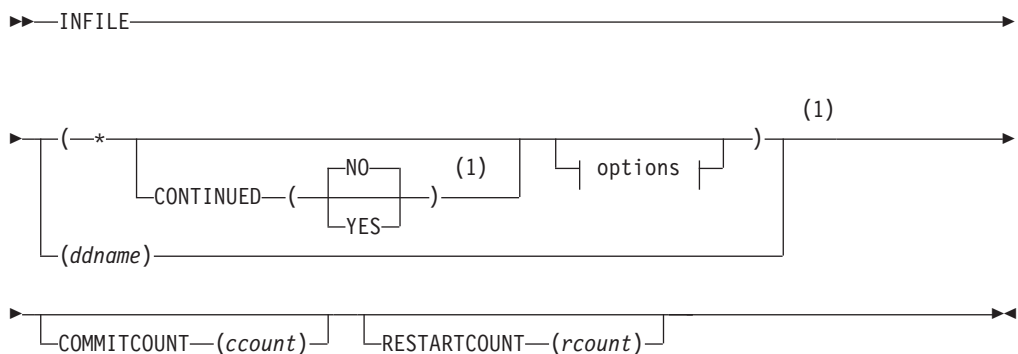 INFILE
(1)
( * options )
NO (1)
CONTINUED ( )
YES
(ddname)
COMMITCOUNT (ccount) RESTARTCOUNT (rcount)